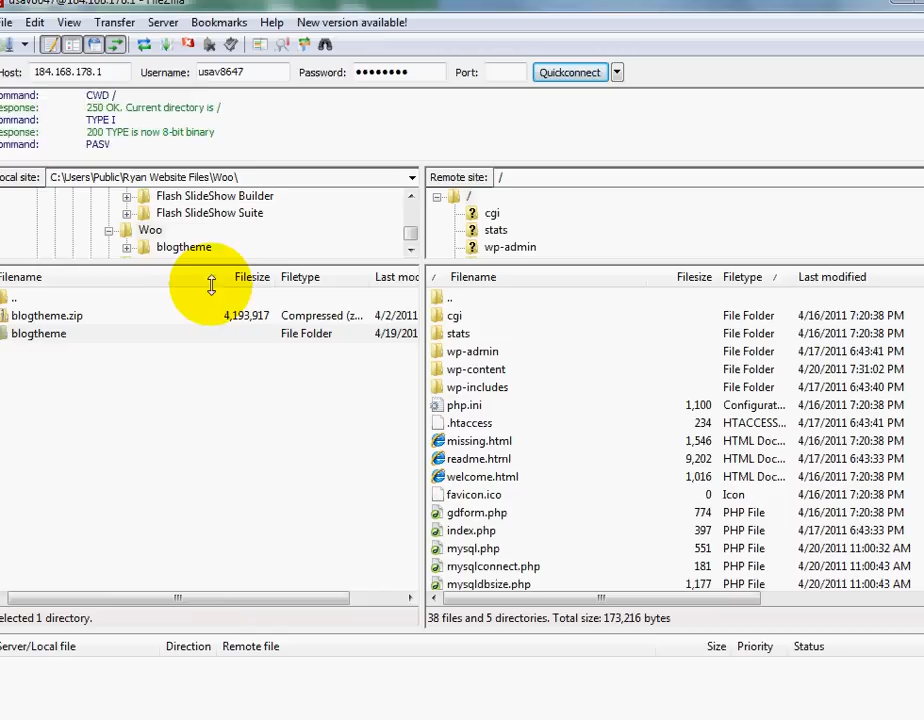 usav8647@184.168.178.1 - FileZilla
File Edit View Transfer Server Bookmarks Help New version available!
Host: 184.168.178.1 Username: usav8647 Password: •••••••• Port: Quickconnect
ommand: CWD /
esponse: 250 OK. Current directory is /
ommand: TYPE I
esponse: 200 TYPE is now 8-bit binary
ommand: PASV
ocal site: C:\Users\Public\Ryan Website Files\Woo\ Remote site: /
Flash SlideShow Builder /
Flash SlideShow Suite cgi
Woo stats
blogtheme wp-admin
Filename Filesize Filetype Last moc Filename Filesize Filetype / Last modified
.. ..
blogtheme.zip 4,193,917 Compressed (z... 4/2/2011 cgi File Folder 4/16/2011 7:20:38 PM
blogtheme File Folder 4/19/201 stats File Folder 4/16/2011 7:20:38 PM
wp-admin File Folder 4/17/2011 6:43:41 PM
wp-content File Folder 4/20/2011 7:31:02 PM
wp-includes File Folder 4/17/2011 6:43:40 PM
php.ini 1,100 Configurat... 4/16/2011 7:20:38 PM
.htaccess 234 HTACCESS... 4/17/2011 6:43:41 PM
missing.html 1,546 HTML Doc... 4/16/2011 7:20:38 PM
readme.html 9,202 HTML Doc... 4/17/2011 6:43:33 PM
welcome.html 1,016 HTML Doc... 4/16/2011 7:20:38 PM
favicon.ico 0 Icon 4/16/2011 7:20:38 PM
gdform.php 774 PHP File 4/16/2011 7:20:38 PM
index.php 397 PHP File 4/17/2011 6:43:33 PM
mysql.php 551 PHP File 4/20/2011 11:00:32 AM
mysqlconnect.php 181 PHP File 4/20/2011 11:00:43 AM
mysqldbsize.php 1,177 PHP File 4/20/2011 11:00:43 AM
elected 1 directory. 38 files and 5 directories. Total size: 173,216 bytes
Server/Local file Direction Remote file Size Priority Status